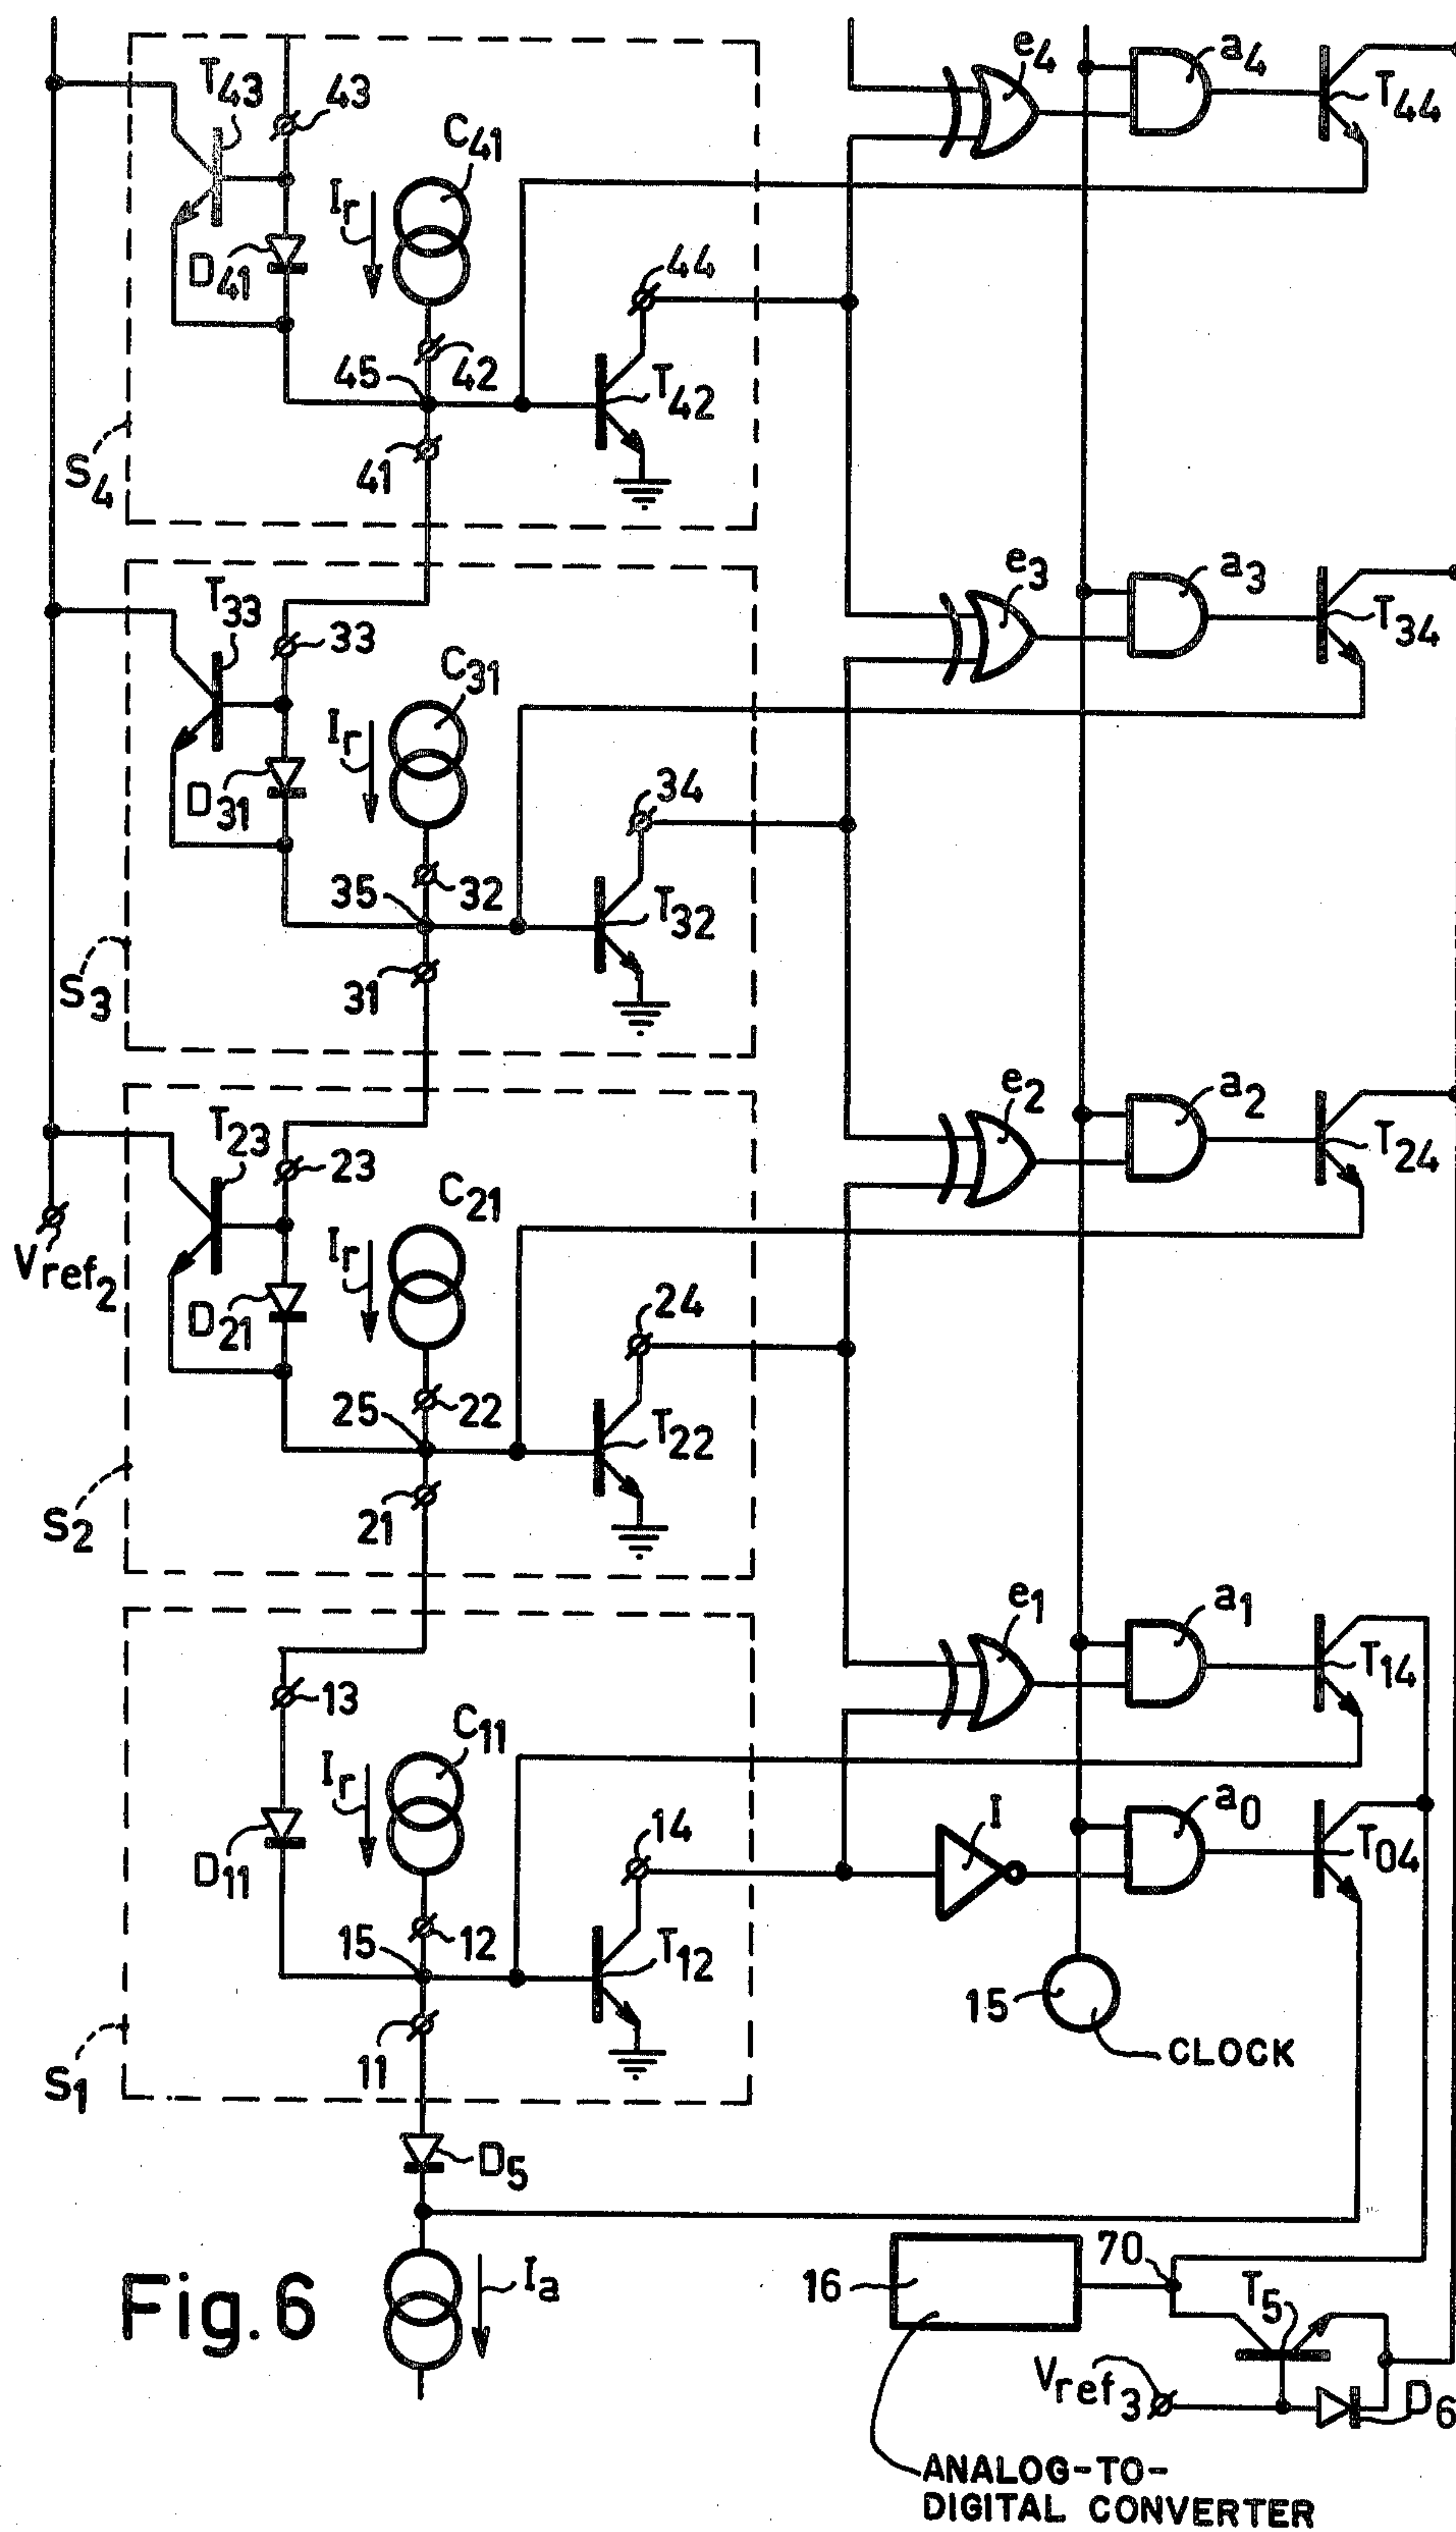 e4
a4
T43
43
T44
C41
Ir
D41
44
45
42
T42
S4
41
e3
a3
T33
33
T34
C31
Ir
D31
34
35
32
T32
S3
31
e2
a2
T23
23
T24
C21
Ir
Vref2
D21
24
25
22
T22
S2
21
e1
a1
13
T14
C11
Ir
I
a0
14
D11
T04
15
12
T12
15
CLOCK
S1
11
D5
Fig. 6
Ia
16
70
T5
Vref3
D6
ANALOG-TO-
DIGITAL CONVERTER